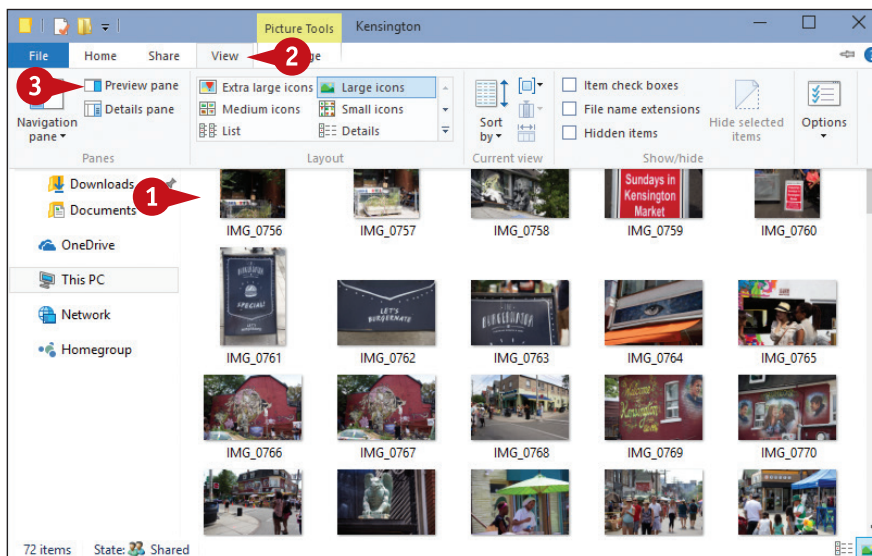 Picture Tools Kensington
File Home Share View ge
2
3
Preview pane
Details pane
Navigation
pane
Panes
Extra large icons Large icons
Medium icons Small icons
List Details
Layout
Sort
by
Current view
Item check boxes
File name extensions
Hidden items
Hide selected
items
Show/hide
Options
1
Downloads
Documents
OneDrive
This PC
Network
Homegroup
Sundays in
Kensington
Market
IMG_0756 IMG_0757 IMG_0758 IMG_0759 IMG_0760
SPECIAL!
LET'S
BURGERNATE
BURGERNATOR
IMG_0761 IMG_0762 IMG_0763 IMG_0764 IMG_0765
Welcome
Kensington
IMG_0766 IMG_0767 IMG_0768 IMG_0769 IMG_0770
72 items State: Shared